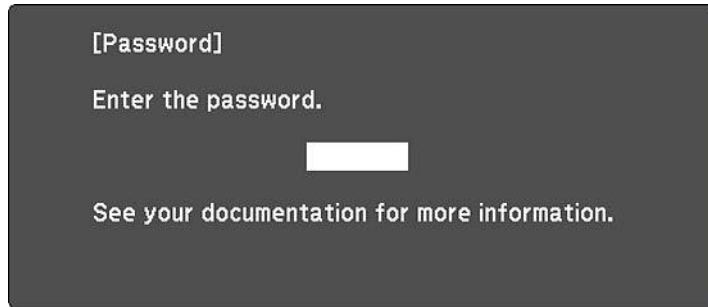 [Password]
Enter the password.
See your documentation for more information.